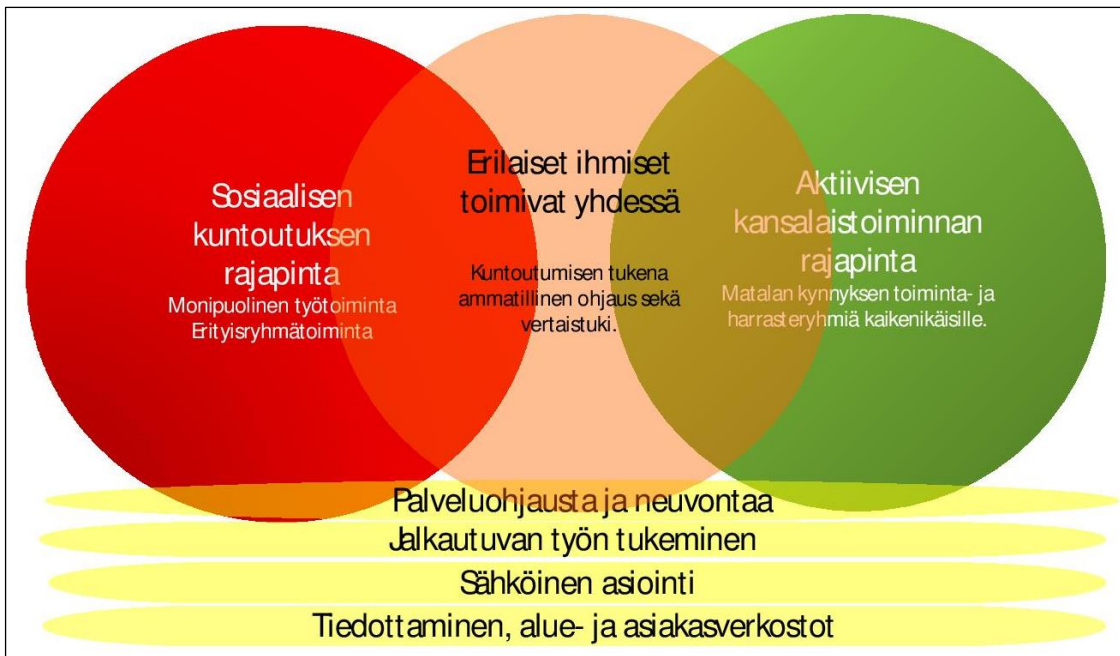 Sosiaalisen
kuntoutuksen
rajapinta
Monipuolinen työtoiminta
Erityisryhmätoiminta
Erilaiset ihmiset
toimivat yhdessä
Kuntoutumisen tukena
ammatillinen ohjaus sekä
vertaistuki.
Aktiivisen
kansalaistoiminnan
rajapinta
Matalan kynnyksen toiminta- ja
harrasteryhmiä kaikenikäisille.
Palveluohjausta ja neuvontaa
Jalkautuvan työn tukeminen
Sähköinen asiointi
Tiedottaminen, alue- ja asiakasverkostot